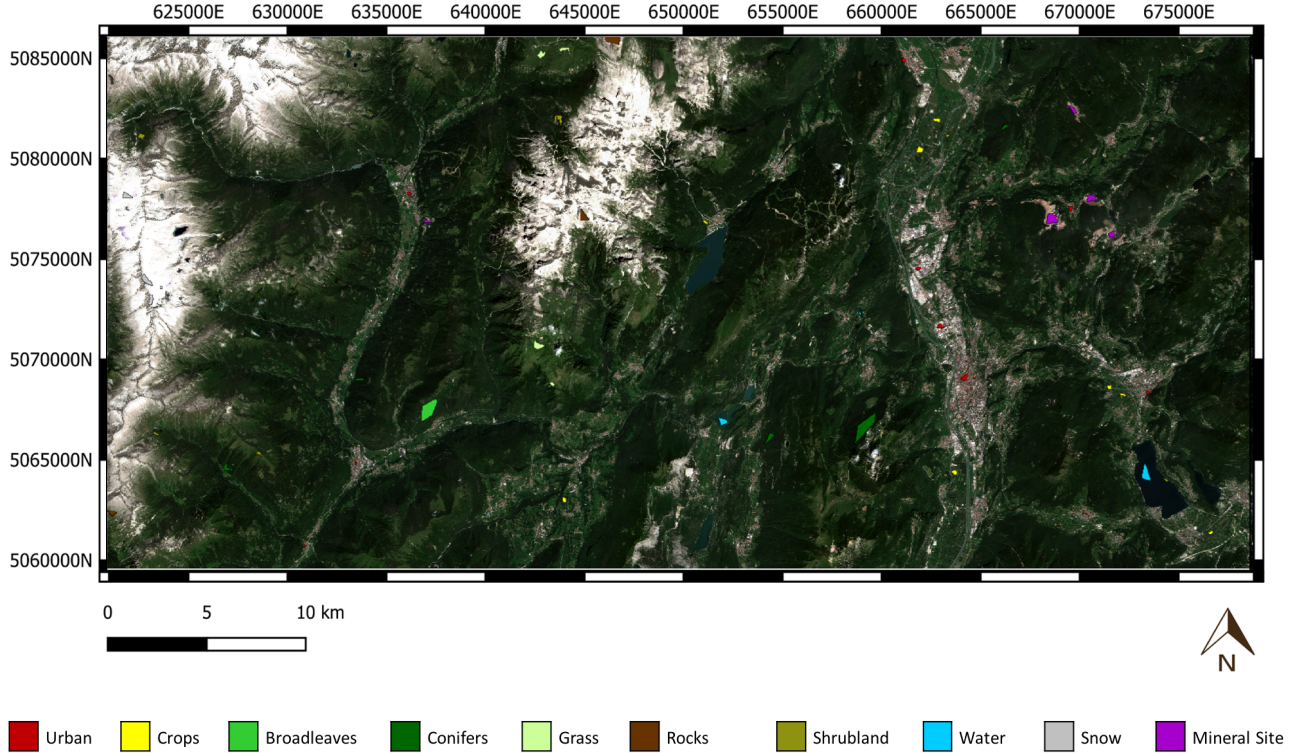 625000E 630000E 635000E 640000E 645000E 650000E 655000E 660000E 665000E 670000E 675000E
5085000N
5080000N
5075000N
5070000N
5065000N
5060000N
0 5 10 km
N
Urban Crops Broadleaves Conifers Grass Rocks Shrubland Water Snow Mineral Site